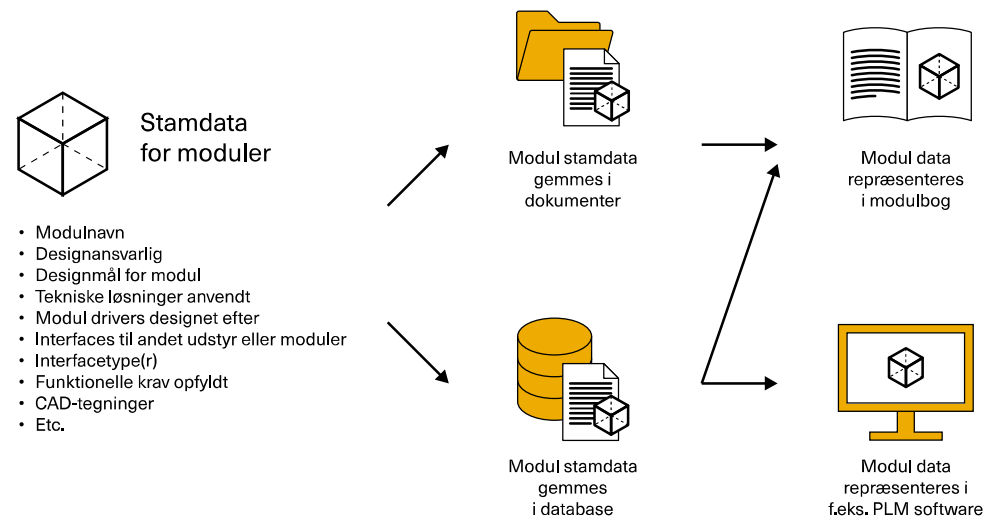 Stamdata
for moduler
• Modulnavn
• Designansvarlig
• Designmål for modul
• Tekniske løsninger anvendt
• Modul drivers designet efter
• Interfaces til andet udstyr eller moduler
• Interfacetype(r)
• Funktionelle krav opfyldt
• CAD-tegninger
• Etc.
Modul stamdata
gemmes i
dokumenter
Modul data
repræsenteres
i modulbog
Modul stamdata
gemmes
i database
Modul data
repræsenteres i
f.eks. PLM software